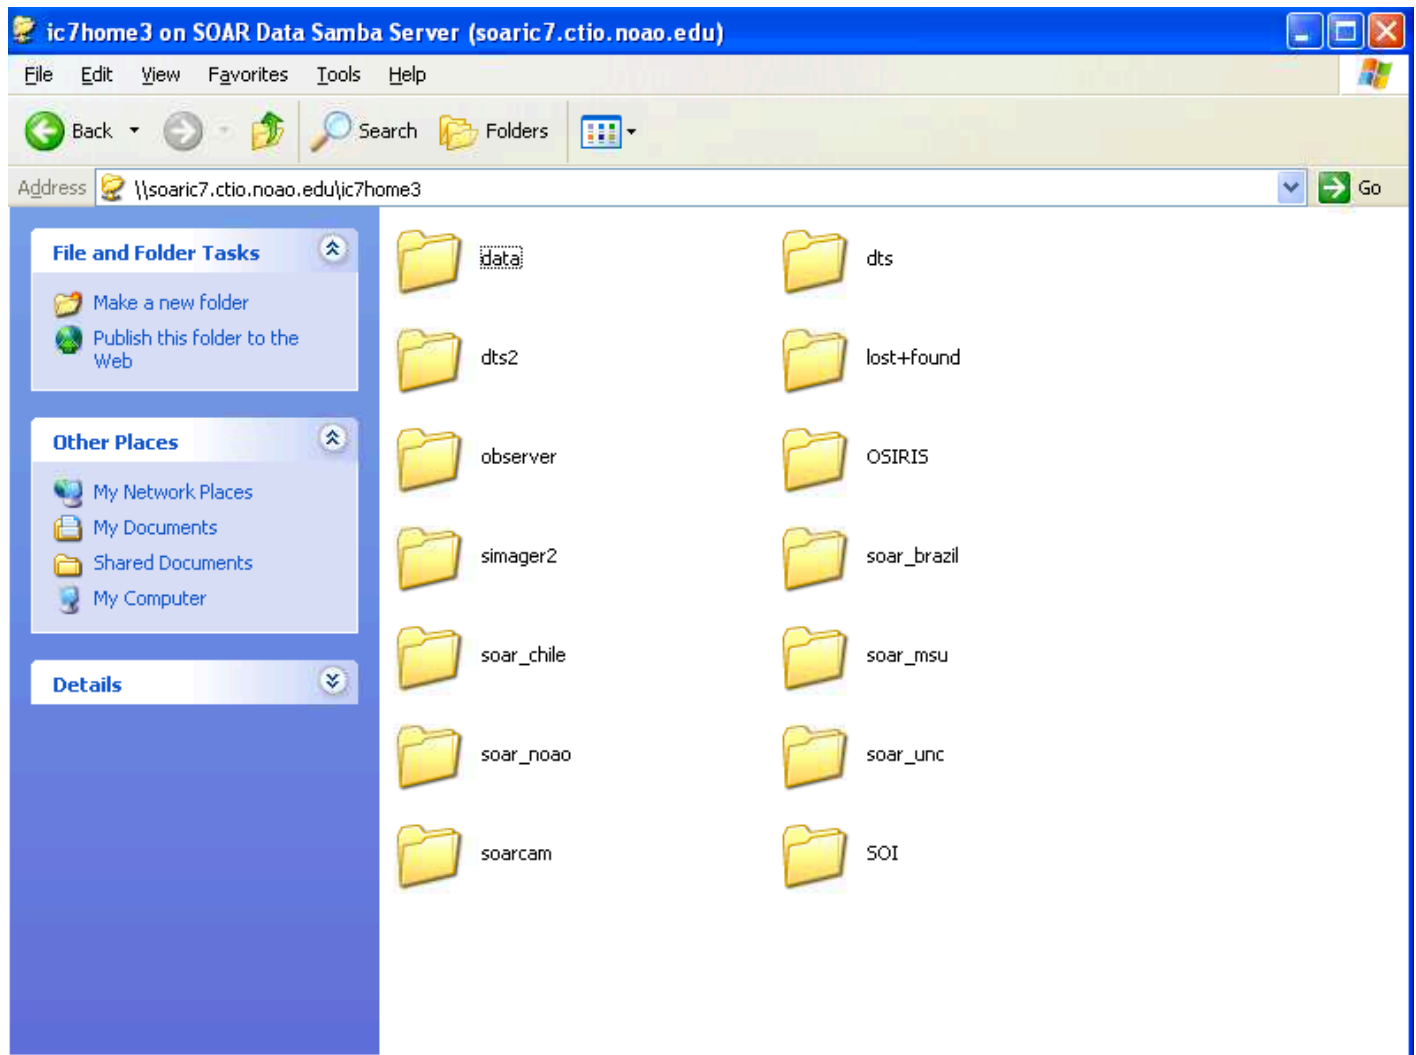 ic7home3 on SOAR Data Samba Server (soaric7.ctio.noao.edu)
File Edit View Favorites Tools Help
Back Search Folders
Address \\soaric7.ctio.noao.edu\ic7home3 Go
File and Folder Tasks
Make a new folder
Publish this folder to the
Web
Other Places
My Network Places
My Documents
Shared Documents
My Computer
Details
data dts
dts2 lost+found
observer OSIRIS
simager2 soar_brazil
soar_chile soar_msu
soar_noao soar_unc
soarcam SOI